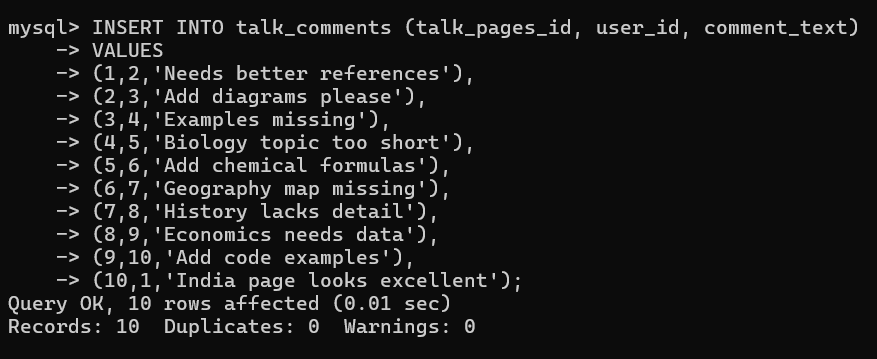 mysql> INSERT INTO talk_comments (talk_pages_id, user_id, comment_text)
    -> VALUES
    -> (1,2,'Needs better references'),
    -> (2,3,'Add diagrams please'),
    -> (3,4,'Examples missing'),
    -> (4,5,'Biology topic too short'),
    -> (5,6,'Add chemical formulas'),
    -> (6,7,'Geography map missing'),
    -> (7,8,'History lacks detail'),
    -> (8,9,'Economics needs data'),
    -> (9,10,'Add code examples'),
    -> (10,1,'India page looks excellent');
Query OK, 10 rows affected (0.01 sec)
Records: 10  Duplicates: 0  Warnings: 0